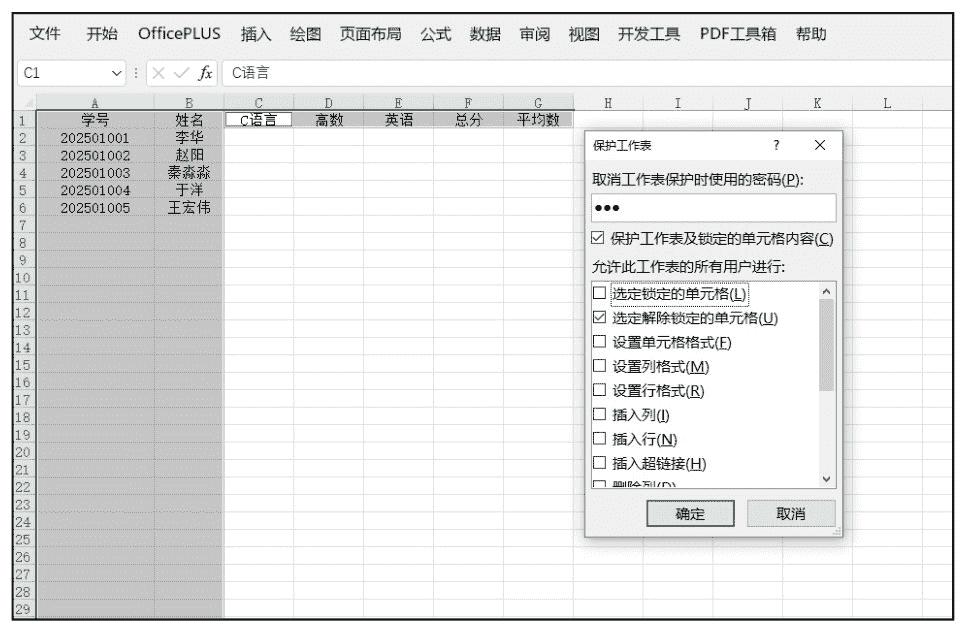 文件 开始 OfficePLUS 插入 绘图 页面布局 公式 数据 审阅 视图 开发工具 PDF工具箱 帮助
C1 fx C语言
A B C D E F G H I J K L
1 学号 姓名 C语言 高数 英语 总分 平均数
2 202501001 李华
3 202501002 赵阳
4 202501003 秦淼淼
5 202501004 于洋
6 202501005 王宏伟
7
8
9
10
11
12
13
14
15
16
17
18
19
20
21
22
23
24
25
26
27
28
29
保护工作表 ? ×
取消工作表保护时使用的密码(P):
●●●
保护工作表及锁定的单元格内容(C)
允许此工作表的所有用户进行:
选定锁定的单元格(L)
选定解除锁定的单元格(U)
设置单元格格式(F)
设置列格式(M)
设置行格式(R)
插入列(I)
插入行(N)
插入超链接(H)
删除列(D)
确定 取消